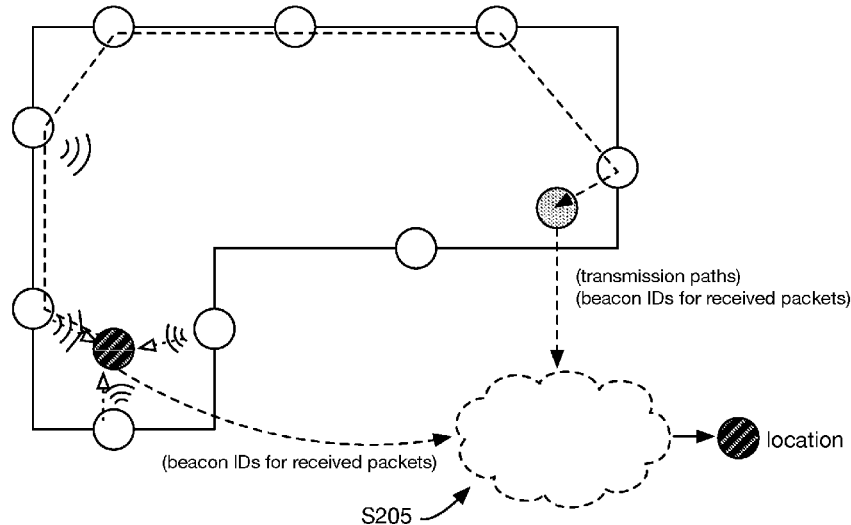 (transmission paths)
(beacon IDs for received packets)
location
(beacon IDs for received packets)
S205